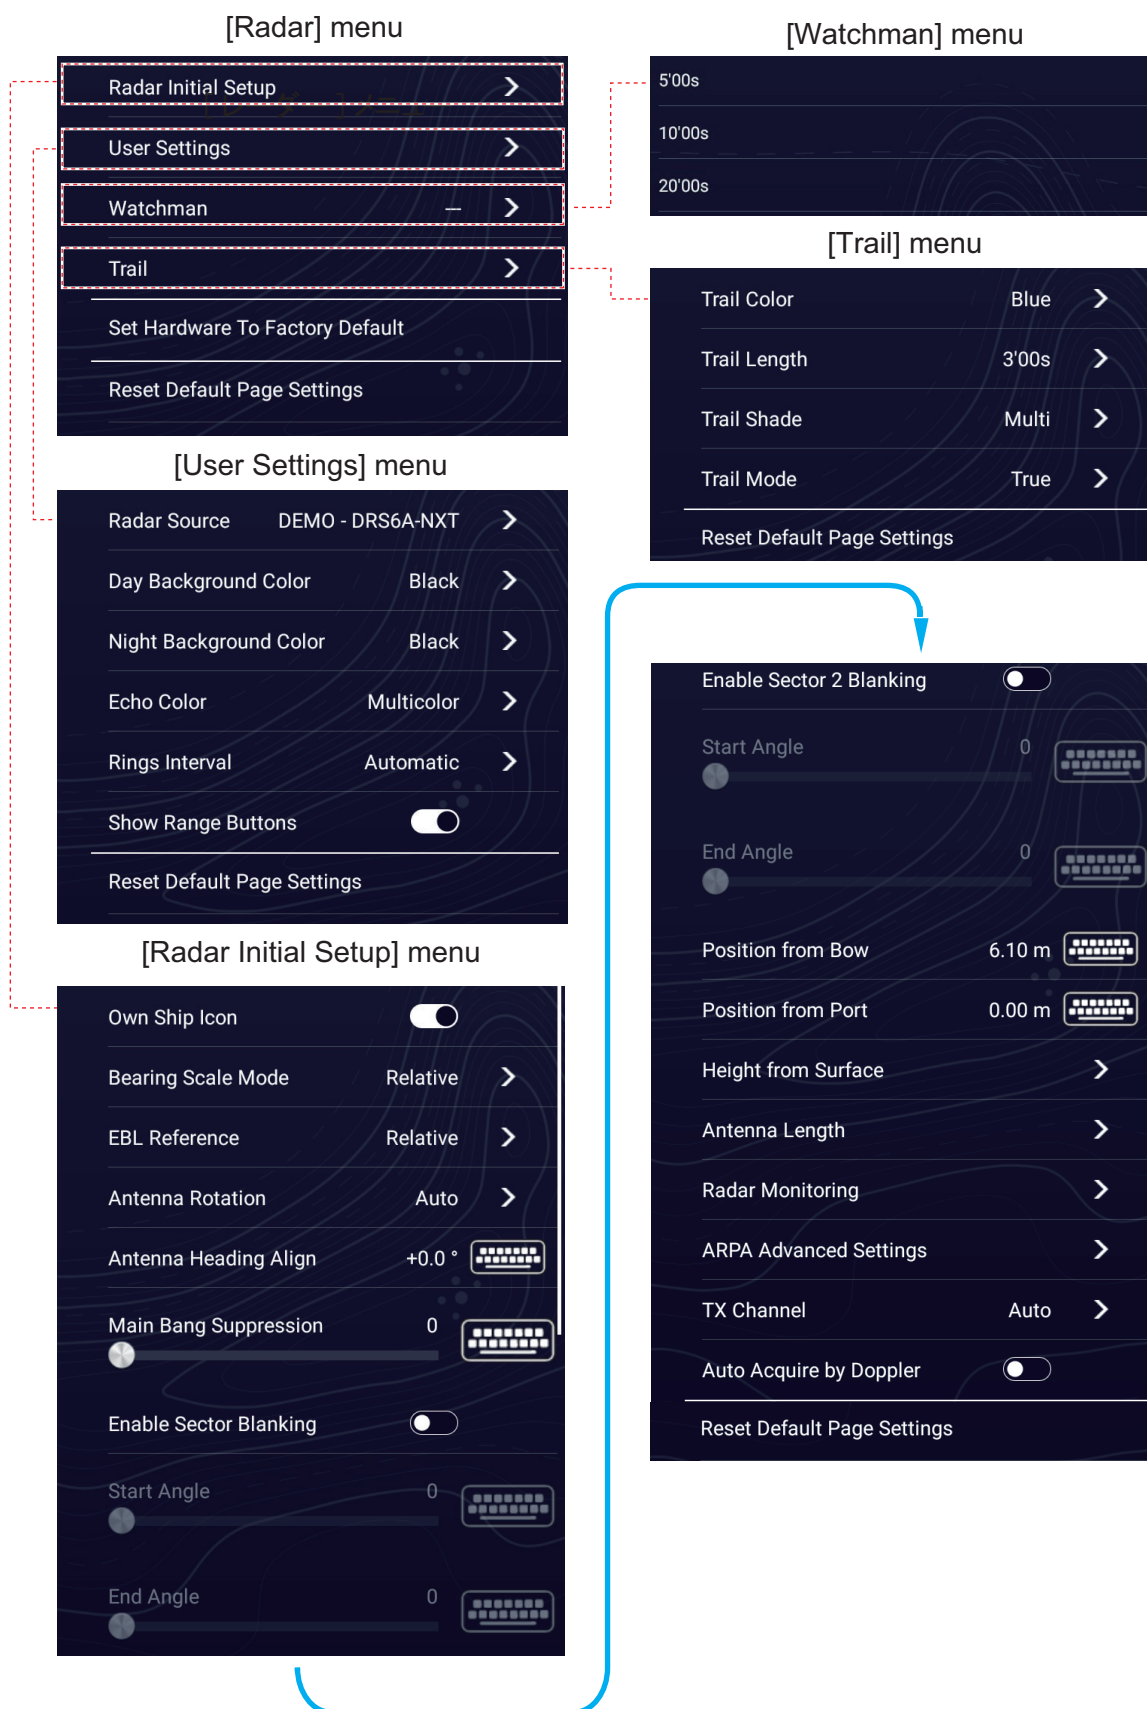 [Radar] menu
Radar Initial Setup
User Settings
Watchman —
Trail
Set Hardware To Factory Default
Reset Default Page Settings
[User Settings] menu
Radar Source DEMO - DRS6A-NXT
Day Background Color Black
Night Background Color Black
Echo Color Multicolor
Rings Interval Automatic
Show Range Buttons
Reset Default Page Settings
[Radar Initial Setup] menu
Own Ship Icon
Bearing Scale Mode Relative
EBL Reference Relative
Antenna Rotation Auto
Antenna Heading Align +0.0 °
Main Bang Suppression 0
Enable Sector Blanking
Start Angle 0
End Angle 0
[Watchman] menu
5'00s
10'00s
20'00s
[Trail] menu
Trail Color Blue
Trail Length 3'00s
Trail Shade Multi
Trail Mode True
Reset Default Page Settings
Enable Sector 2 Blanking
Start Angle 0
End Angle 0
Position from Bow 6.10 m
Position from Port 0.00 m
Height from Surface
Antenna Length
Radar Monitoring
ARPA Advanced Settings
TX Channel Auto
Auto Acquire by Doppler
Reset Default Page Settings